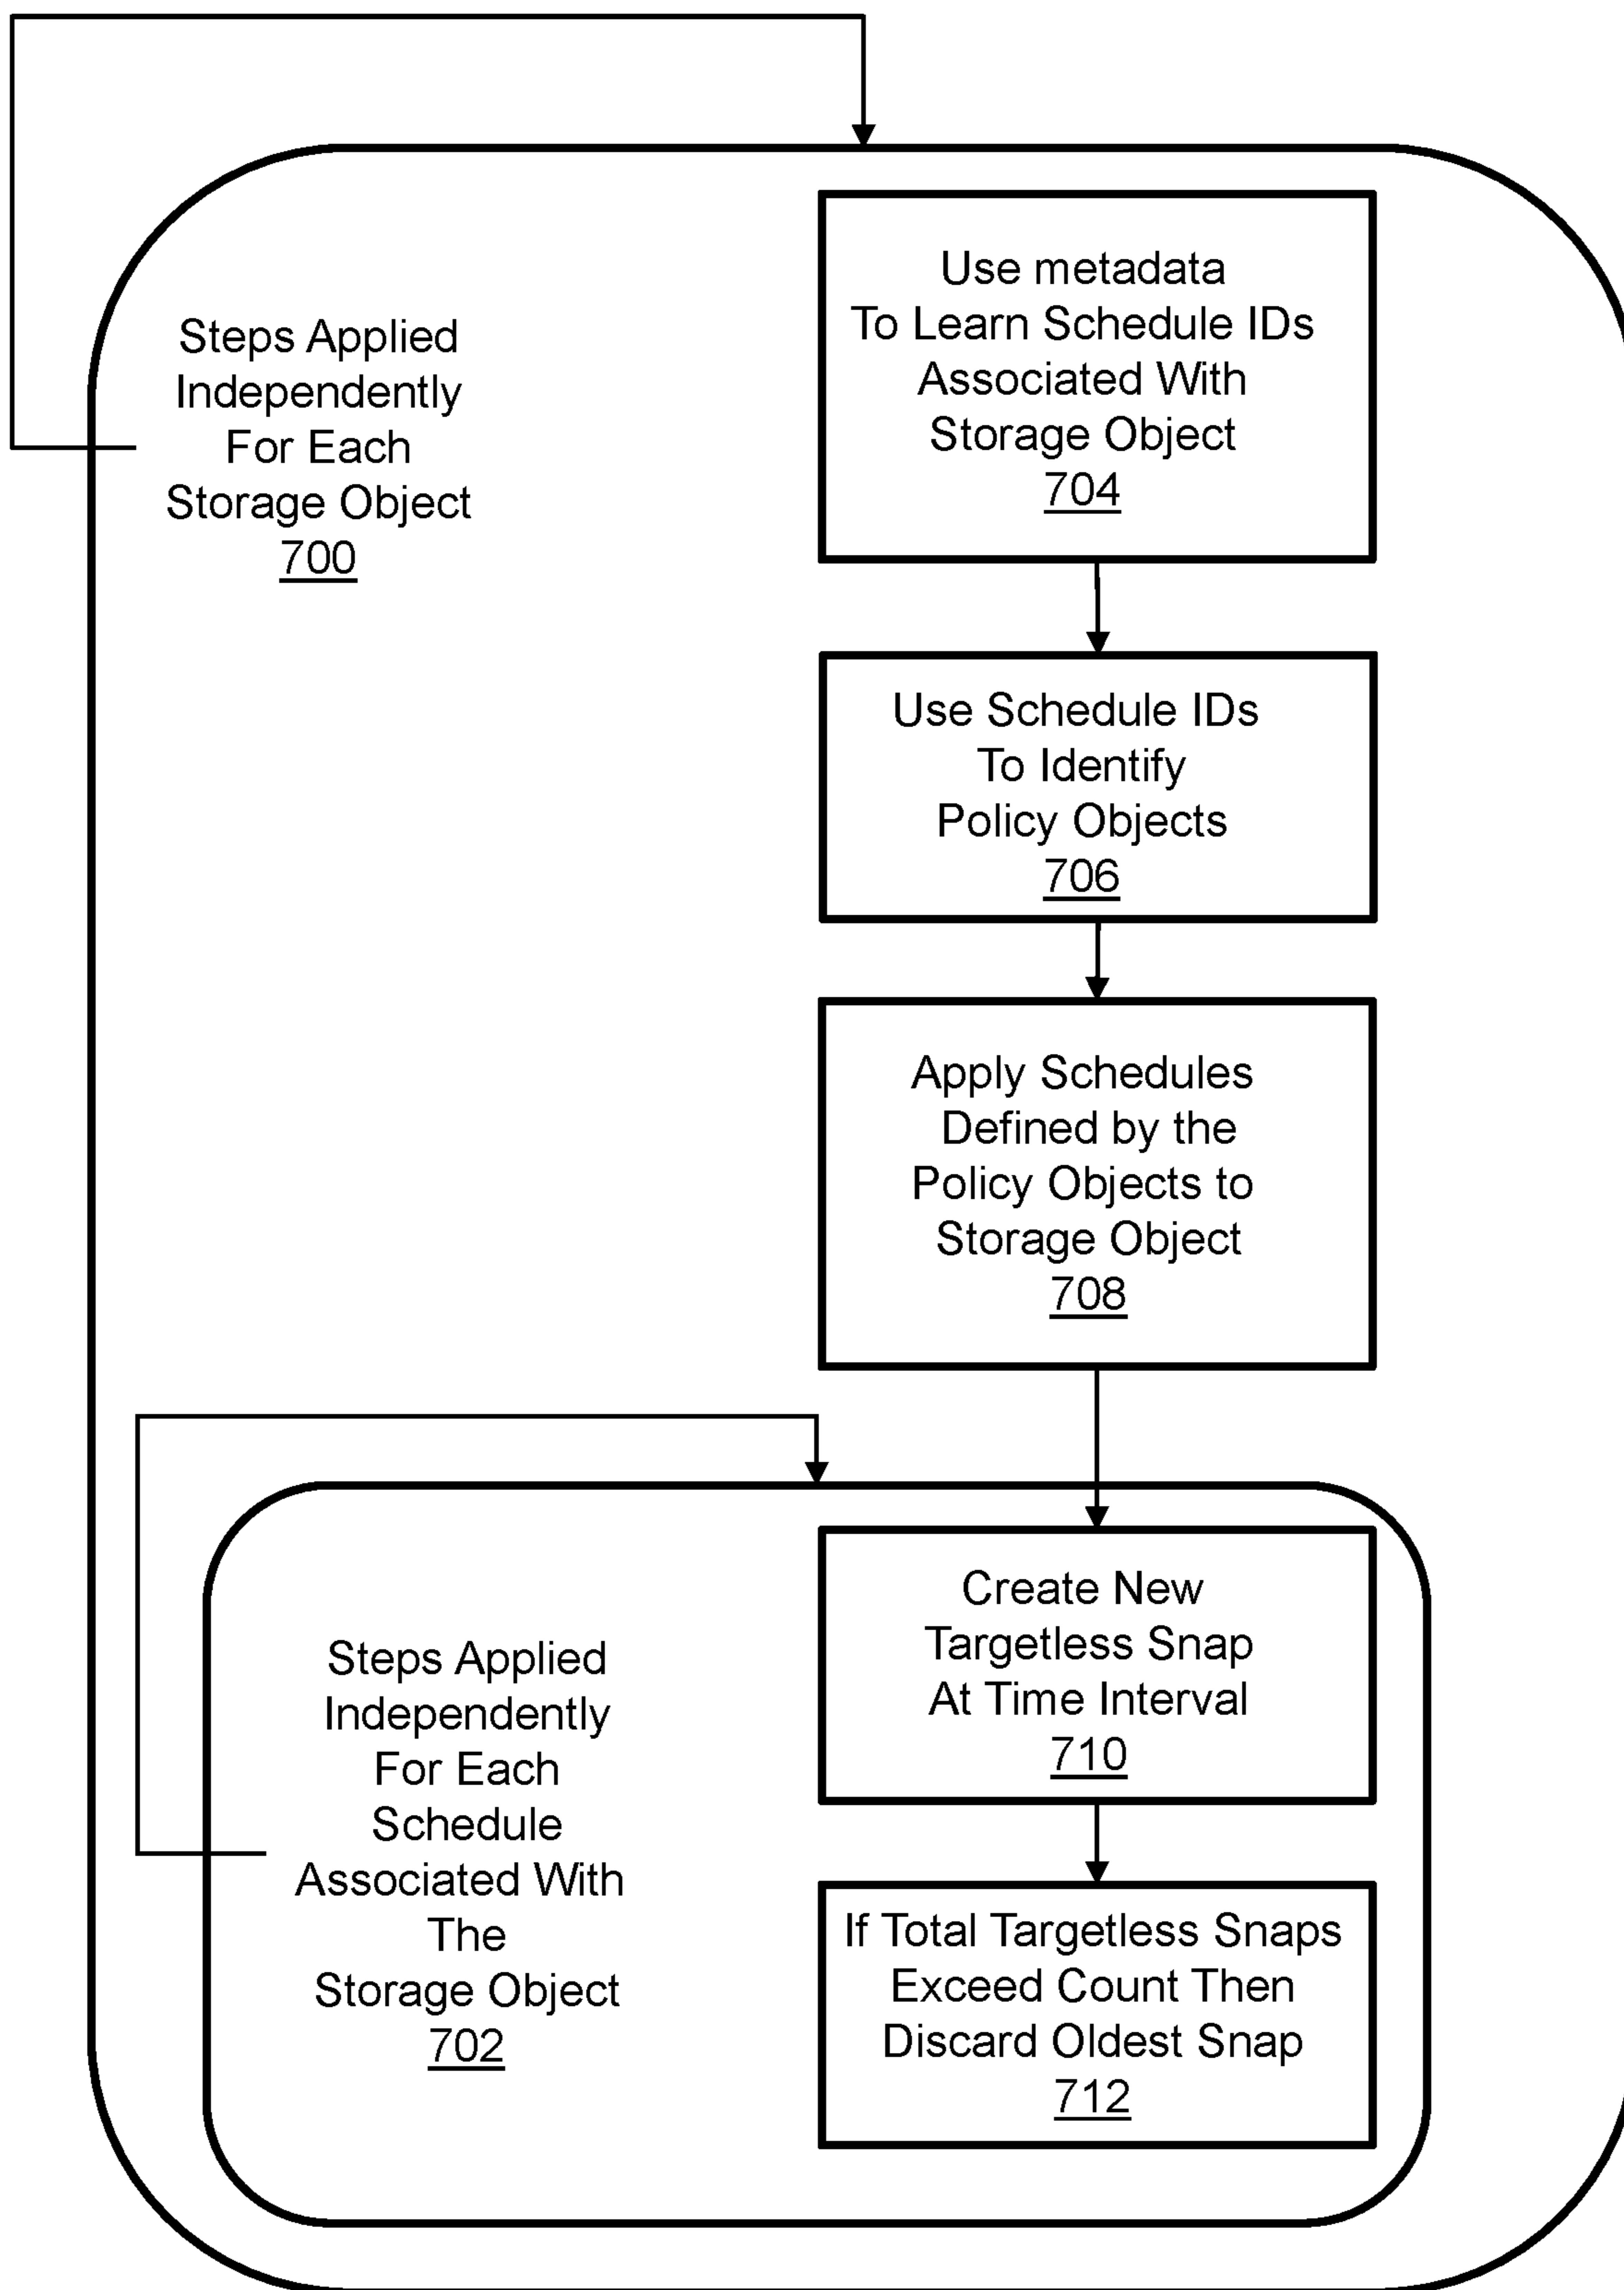 Steps Applied
Independently
For Each
Storage Object
700
Use metadata
To Learn Schedule IDs
Associated With
Storage Object
704
Use Schedule IDs
To Identify
Policy Objects
706
Apply Schedules
Defined by the
Policy Objects to
Storage Object
708
Steps Applied
Independently
For Each
Schedule
Associated With
The
Storage Object
702
Create New
Targetless Snap
At Time Interval
710
If Total Targetless Snaps
Exceed Count Then
Discard Oldest Snap
712